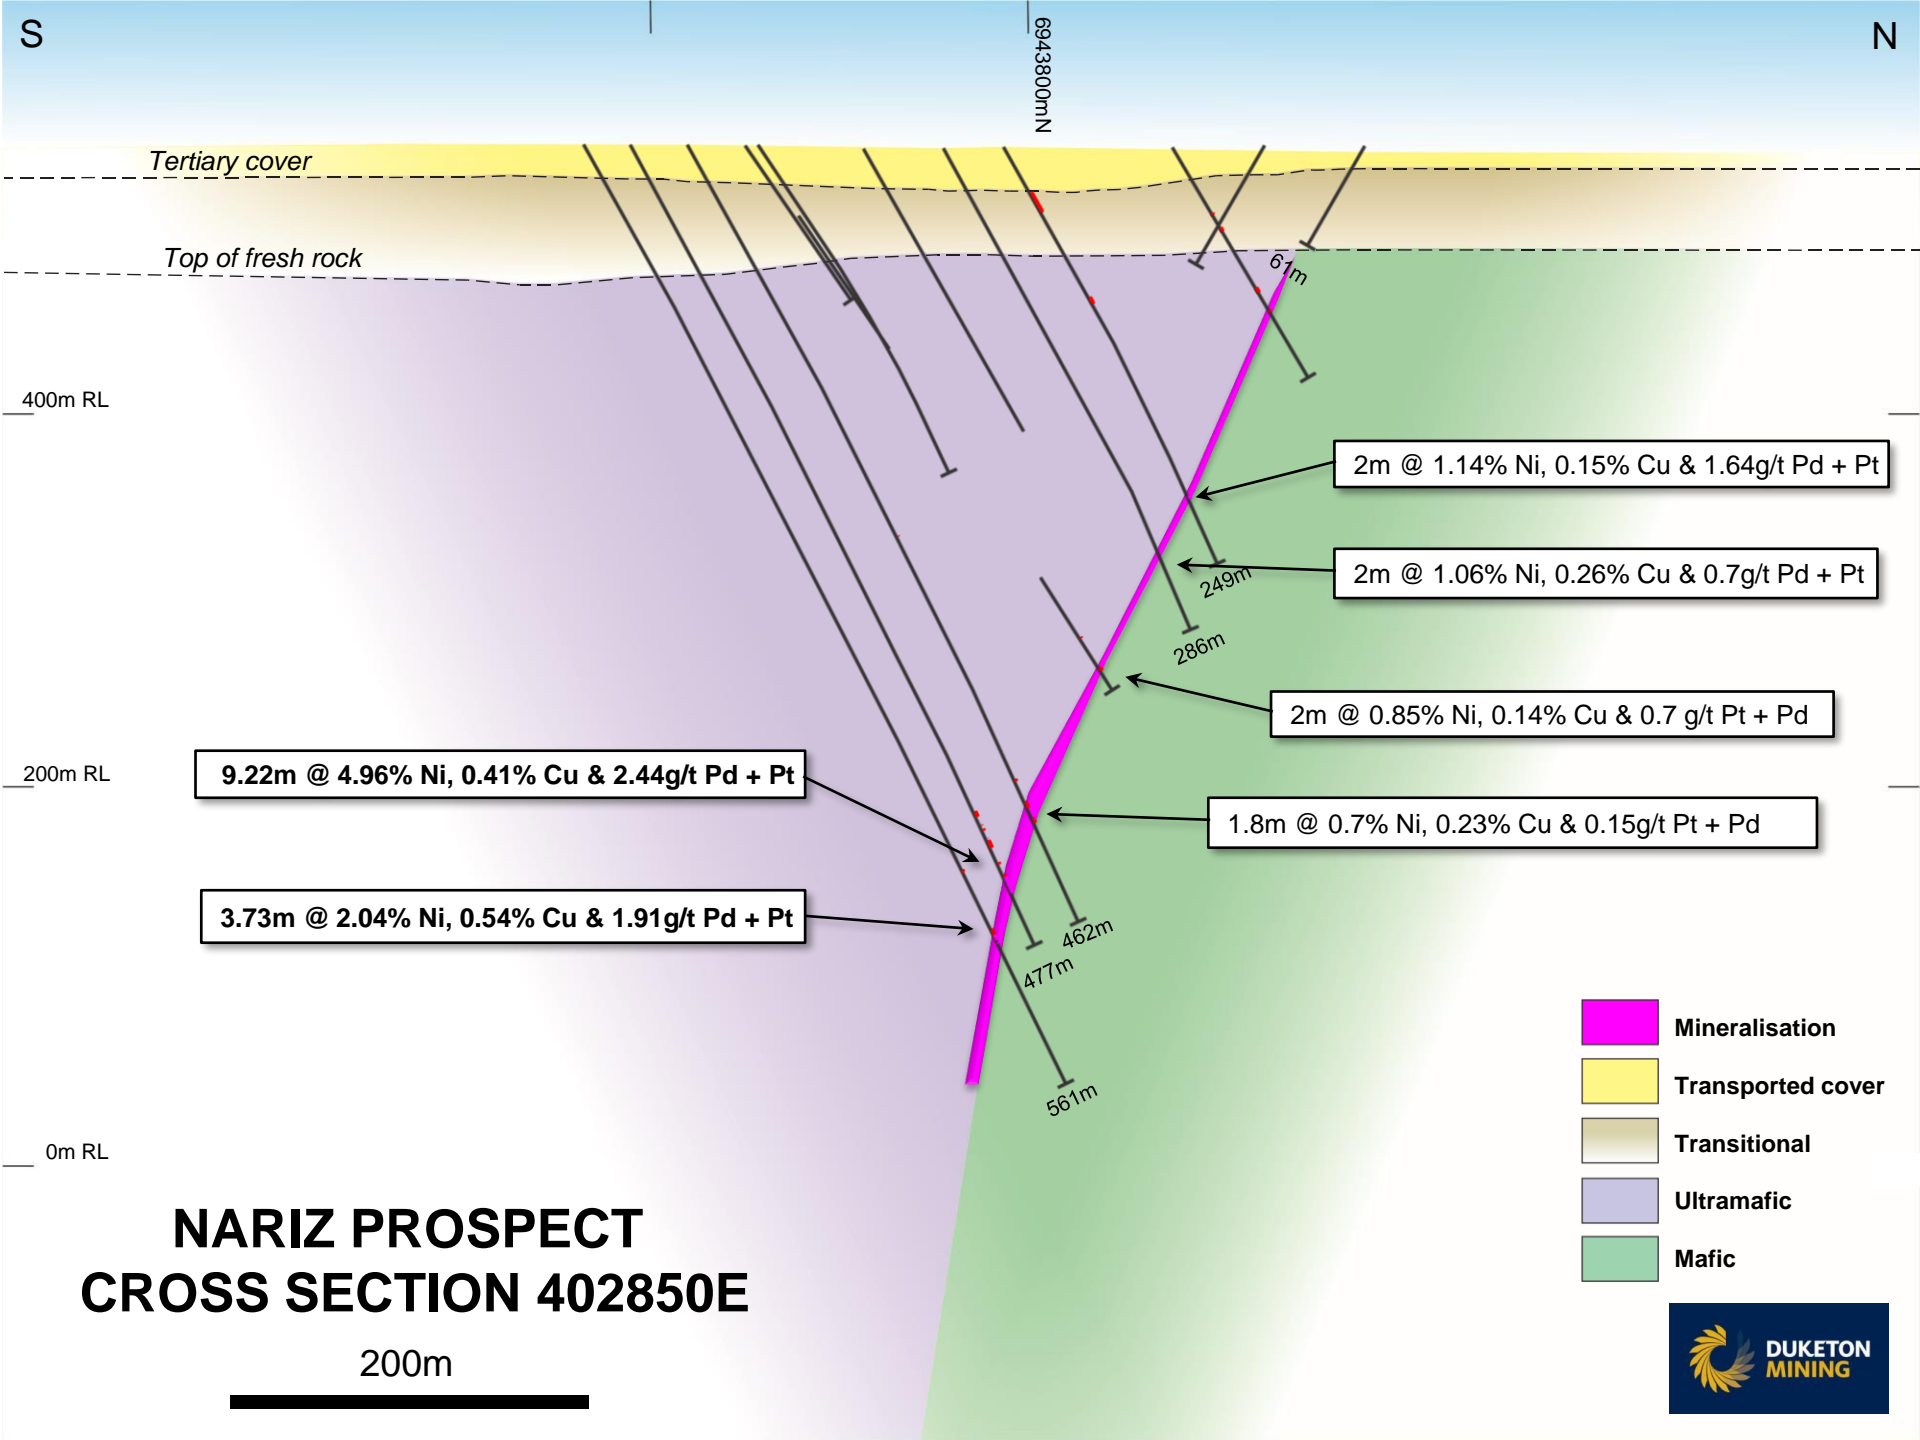 S
N
6943800mN
Tertiary cover
Top of fresh rock
61m
400m RL
2m @ 1.14% Ni, 0.15% Cu & 1.64g/t Pd + Pt
2m @ 1.06% Ni, 0.26% Cu & 0.7g/t Pd + Pt
249m
286m
2m @ 0.85% Ni, 0.14% Cu & 0.7 g/t Pt + Pd
200m RL
9.22m @ 4.96% Ni, 0.41% Cu & 2.44g/t Pd + Pt
1.8m @ 0.7% Ni, 0.23% Cu & 0.15g/t Pt + Pd
3.73m @ 2.04% Ni, 0.54% Cu & 1.91g/t Pd + Pt
462m
477m
561m
0m RL
Mineralisation
Transported cover
Transitional
Ultramafic
Mafic
NARIZ PROSPECT
CROSS SECTION 402850E
200m
DUKETON
MINING